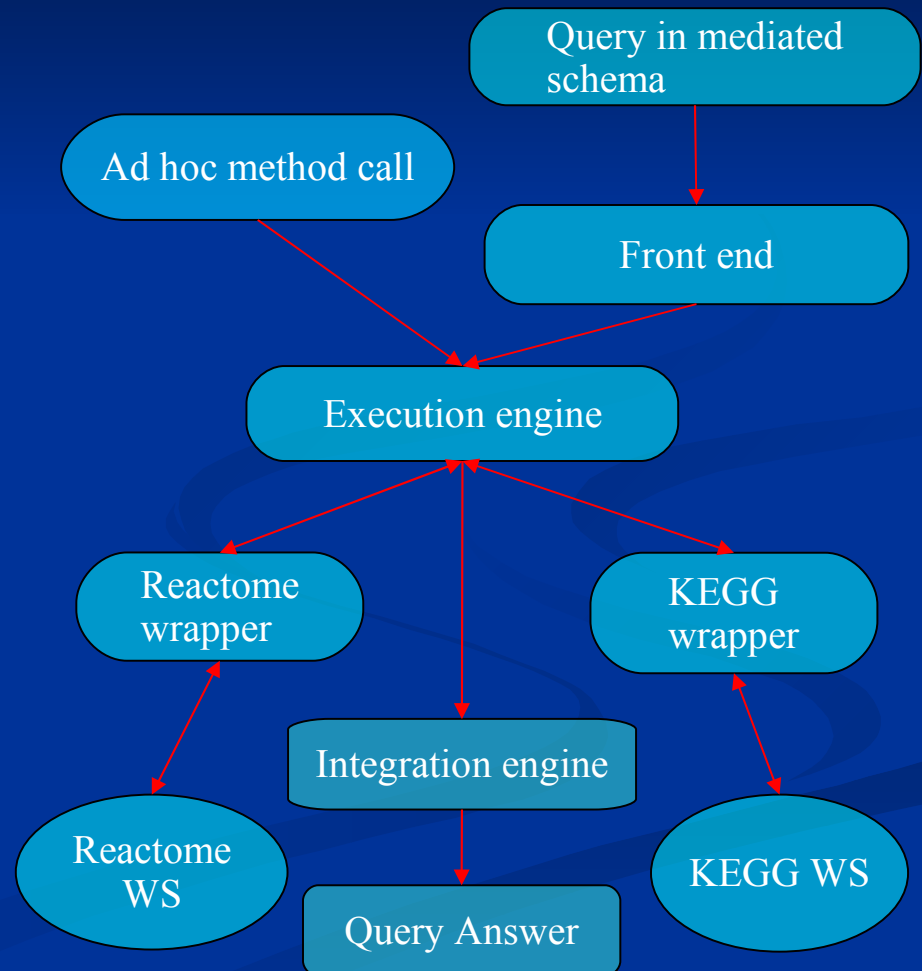 Query in mediated
schema
Ad hoc method call
Front end
Execution engine
Reactome
wrapper
KEGG
wrapper
Integration engine
Reactome
WS
KEGG WS
Query Answer